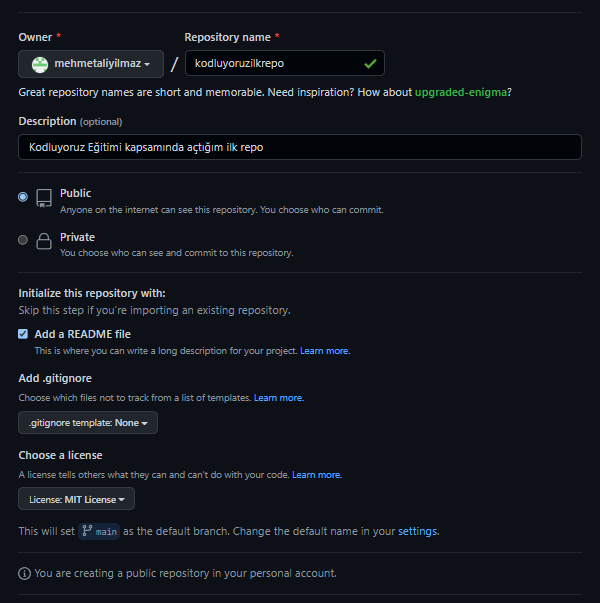 Owner *
Repository name *
mehmetaliyilmaz / kodluyoruzilkrepo
Great repository names are short and memorable. Need inspiration? How about upgraded-enigma?
Description (optional)
Kodluyoruz Eğitimi kapsamında açtığım ilk repo
Public
Anyone on the internet can see this repository. You choose who can commit.
Private
You choose who can see and commit to this repository.
Initialize this repository with:
Skip this step if you're importing an existing repository.
Add a README file
This is where you can write a long description for your project. Learn more.
Add .gitignore
Choose which files not to track from a list of templates. Learn more.
.gitignore template: None
Choose a license
A license tells others what they can and can't do with your code. Learn more.
License: MIT License
This will set main as the default branch. Change the default name in your settings.
You are creating a public repository in your personal account.